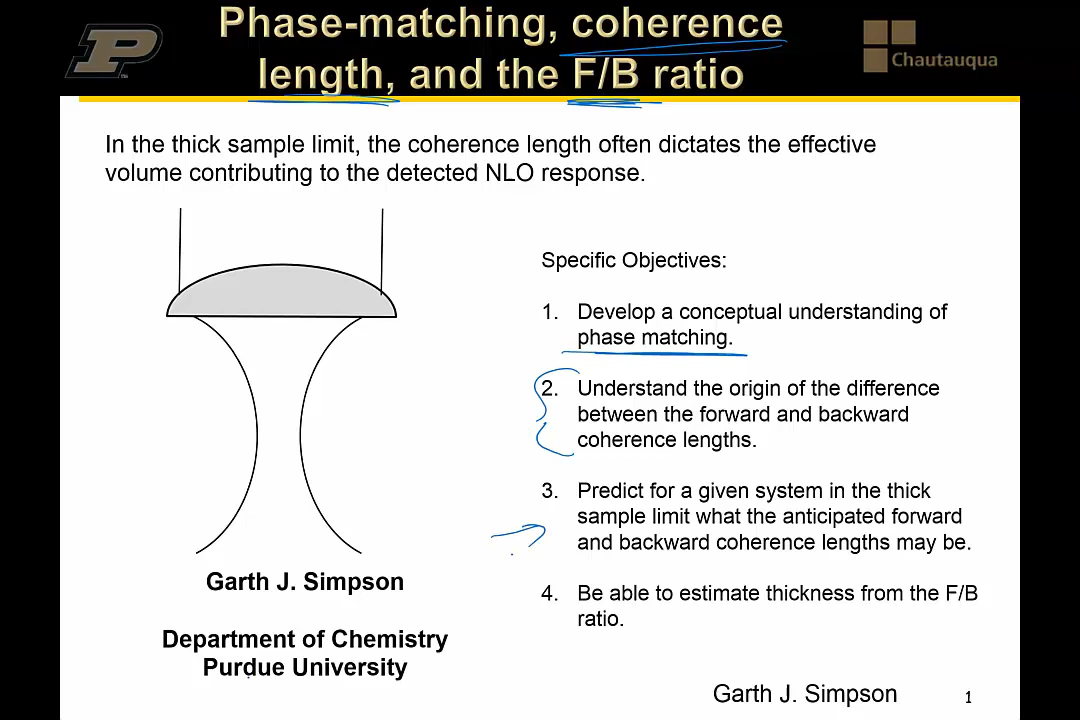 Phase-matching, coherence
length, and the F/B ratio
P
Chautauqua
In the thick sample limit, the coherence length often dictates the effective
volume contributing to the detected NLO response.
Specific Objectives:
1. Develop a conceptual understanding of
phase matching.
2. Understand the origin of the difference
between the forward and backward
coherence lengths.
3. Predict for a given system in the thick
sample limit what the anticipated forward
and backward coherence lengths may be.
4. Be able to estimate thickness from the F/B
ratio.
Garth J. Simpson
Department of Chemistry
Purdue University
Garth J. Simpson
1